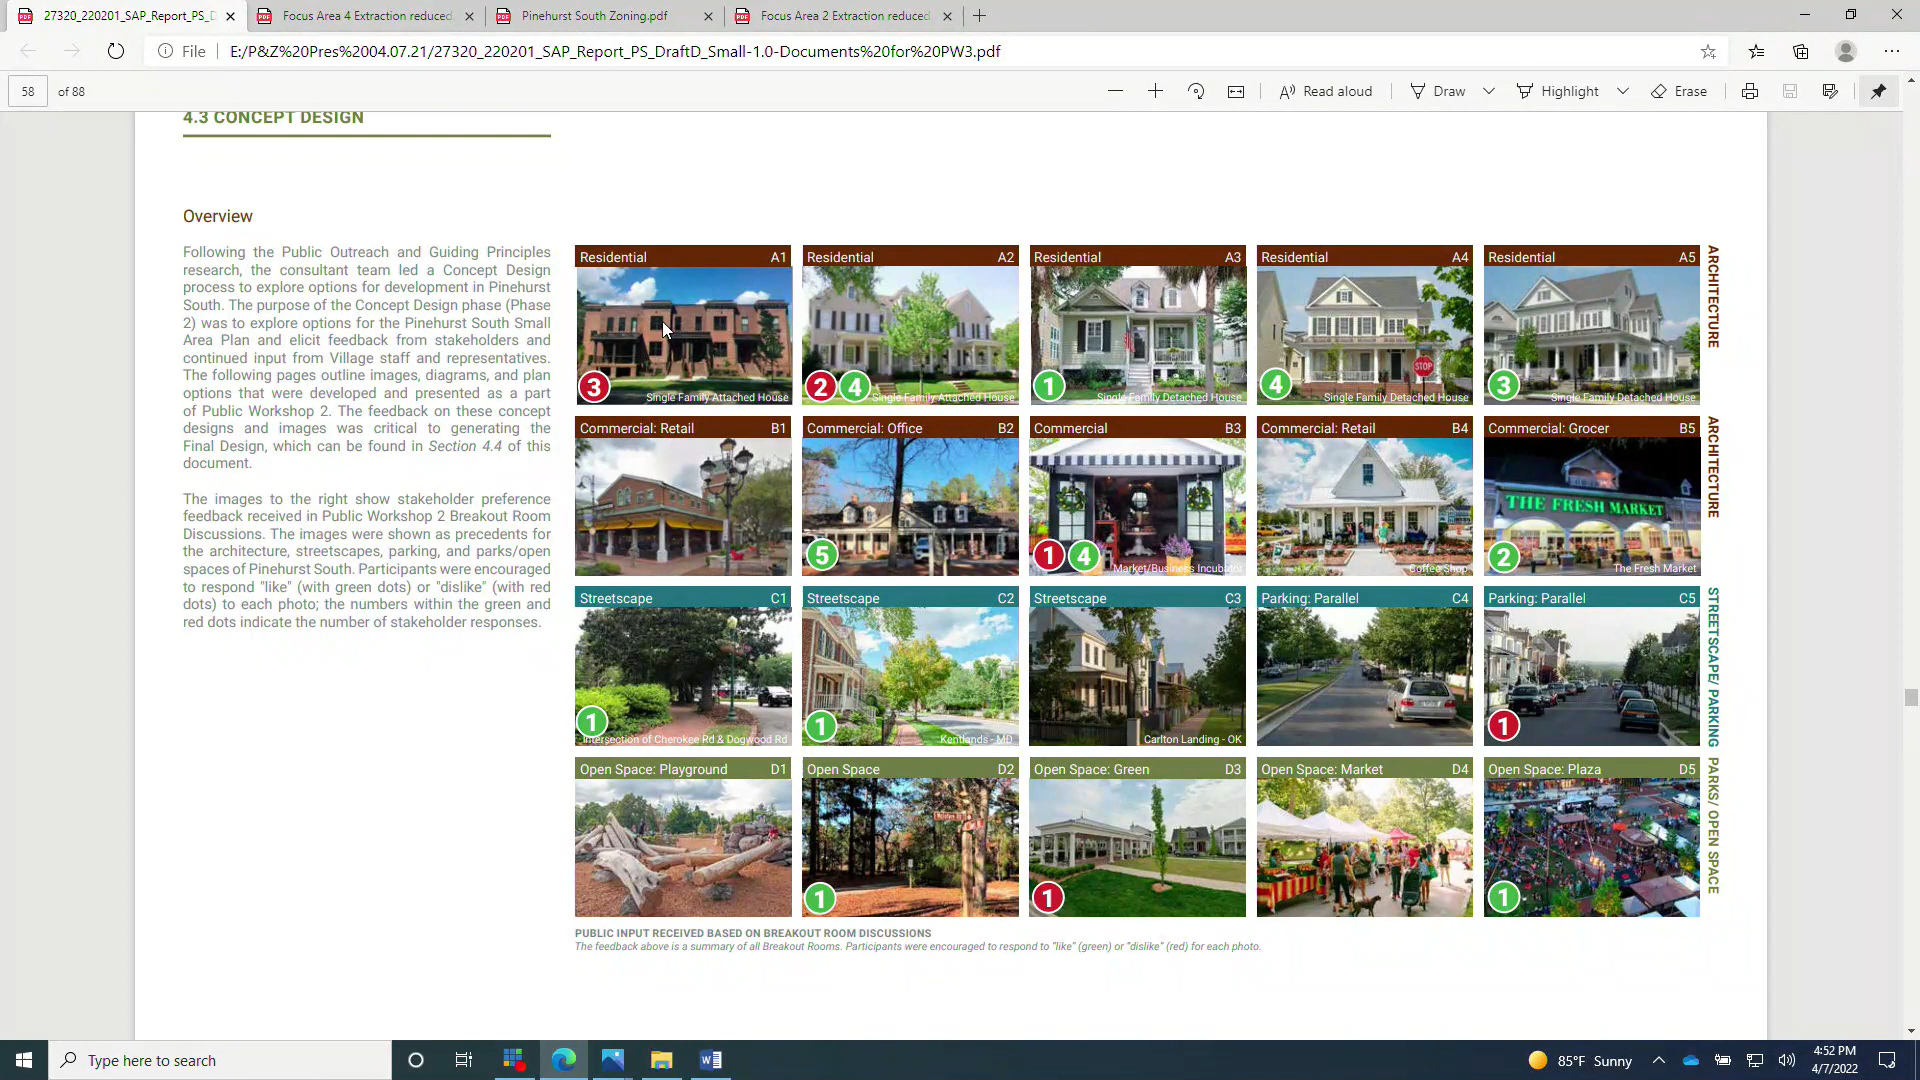 27320_220201_SAP_Report_PS_D
Focus Area 4 Extraction reduced
Pinehurst South Zoning.pdf
Focus Area 2 Extraction reduced
File
E:/P&Z%20Pres%2004.07.21/27320_220201_SAP_Report_PS_DraftD_Small-1.0-Documents%20for%20PW3.pdf
58 of 88
Read aloud
Draw
Highlight
Erase
4.3 CONCEPT DESIGN
Overview
Following the Public Outreach and Guiding Principles
research, the consultant team led a Concept Design
process to explore options for development in Pinehurst
South. The purpose of the Concept Design phase (Phase
2) was to explore options for the Pinehurst South Small
Area Plan and elicit feedback from stakeholders and
continued input from Village staff and representatives.
The following pages outline images, diagrams, and plan
options that were developed and presented as a part
of Public Workshop 2. The feedback on these concept
designs and images was critical to generating the
Final Design, which can be found in Section 4.4 of this
document.
The images to the right show stakeholder preference
feedback received in Public Workshop 2 Breakout Room
Discussions. The images were shown as precedents for
the architecture, streetscapes, parking, and parks/open
spaces of Pinehurst South. Participants were encouraged
to respond "like" (with green dots) or "dislike" (with red
dots) to each photo; the numbers within the green and
red dots indicate the number of stakeholder responses.
Residential A1
3
Single Family Attached House
Residential A2
2 4
Single Family Attached House
Residential A3
1
Single Family Detached House
Residential A4
STOP
4
Single Family Detached House
Residential A5
3
Single Family Detached House
ARCHITECTURE
Commercial: Retail B1
Commercial: Office B2
5
Commercial B3
1 4
Market/Business Incubator
Commercial: Retail B4
Coffee Shop
Commercial: Grocer B5
THE FRESH MARKET
2
The Fresh Market
ARCHITECTURE
Streetscape C1
1
Intersection of Cherokee Rd & Dogwood Rd
Streetscape C2
1
Kentlands - MD
Streetscape C3
Carlton Landing - OK
Parking: Parallel C4
Parking: Parallel C5
1
STREETSCAPE/ PARKING
Open Space: Playground D1
Open Space D2
1
Open Space: Green D3
1
Open Space: Market D4
Open Space: Plaza D5
1
PARKS/ OPEN SPACE
PUBLIC INPUT RECEIVED BASED ON BREAKOUT ROOM DISCUSSIONS
The feedback above is a summary of all Breakout Rooms. Participants were encouraged to respond to "like" (green) or "dislike" (red) for each photo.
Type here to search
85°F Sunny
4:52 PM
4/7/2022